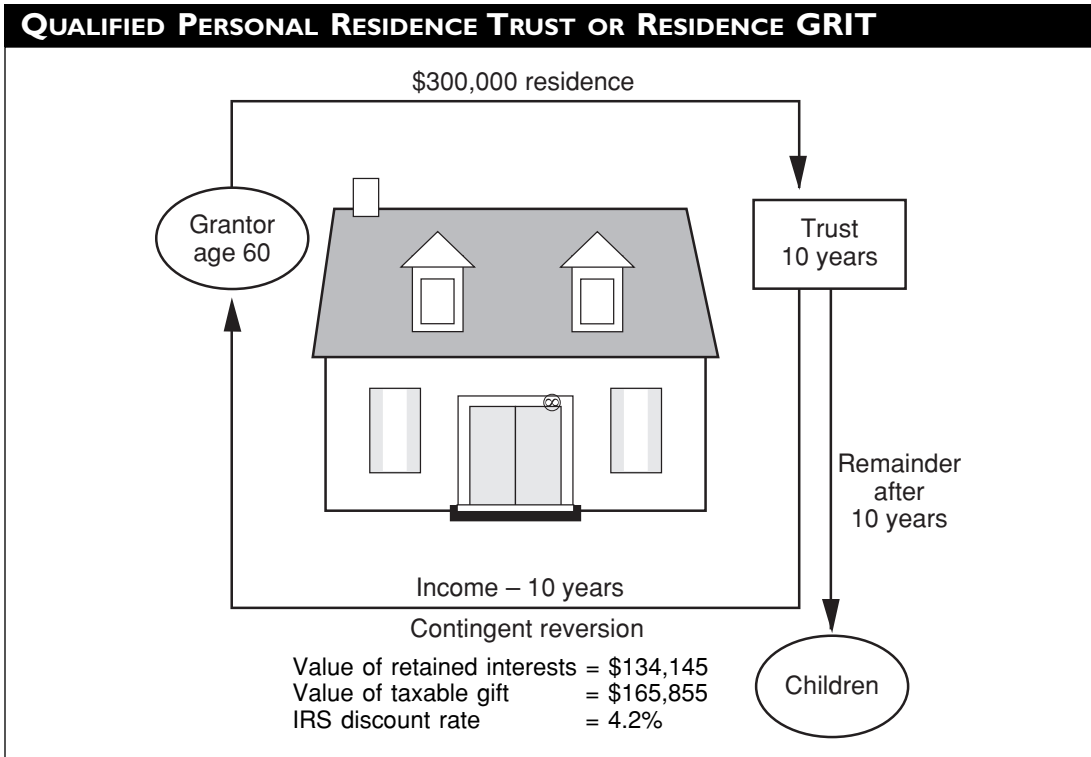 QUALIFIED PERSONAL RESIDENCE TRUST OR RESIDENCE GRIT
$300,000 residence
Grantor
age 60
Trust
10 years
Remainder
after
10 years
Income – 10 years
Contingent reversion
Value of retained interests = $134,145
Value of taxable gift = $165,855
IRS discount rate = 4.2%
Children